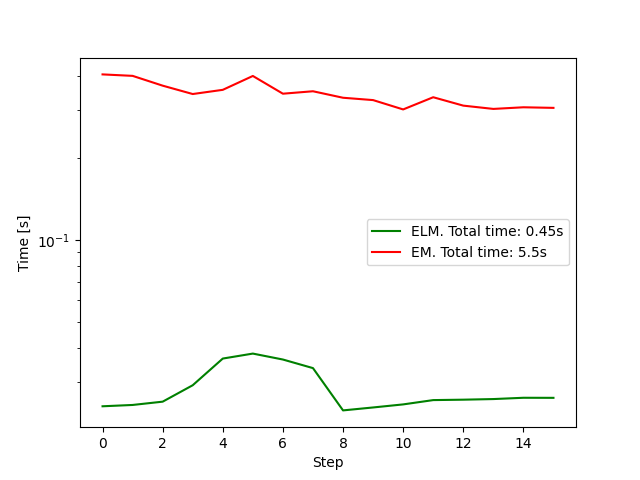 Time [s]
10⁻¹
ELM. Total time: 0.45s
EM. Total time: 5.5s
0 2 4 6 8 10 12 14
Step